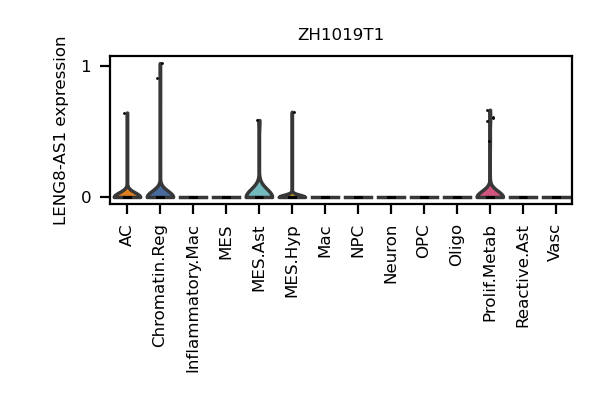 ZH1019T1
LENG8-AS1 expression
1
0
AC
Chromatin.Reg
Inflammatory.Mac
MES
MES.Ast
MES.Hyp
Mac
NPC
Neuron
OPC
Oligo
Prolif.Metab
Reactive.Ast
Vasc